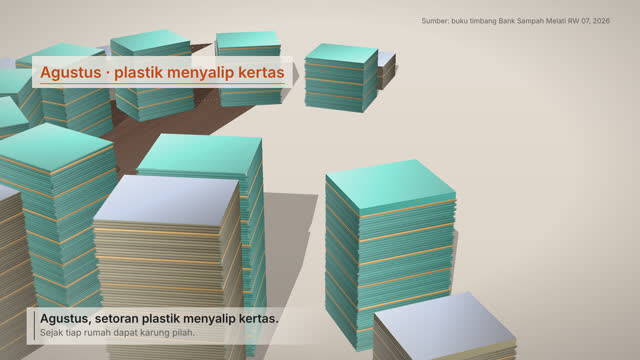 Sumber: buku timbang Bank Sampah Melati RW 07, 2026
Agustus · plastik menyalip kertas
Agustus, setoran plastik menyalip kertas.
Sejak tiap rumah dapat karung pilah.